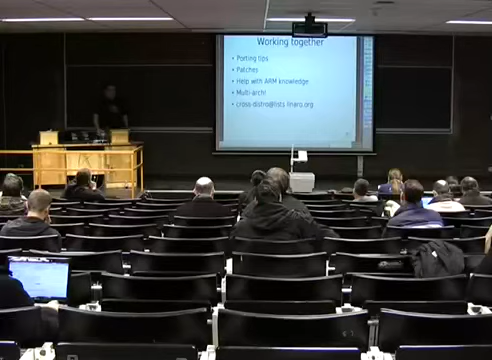 Working together
• Porting tips
• Patches
• Help with ARM knowledge
• Multi-arch!
• cross-distro@lists.linaro.org